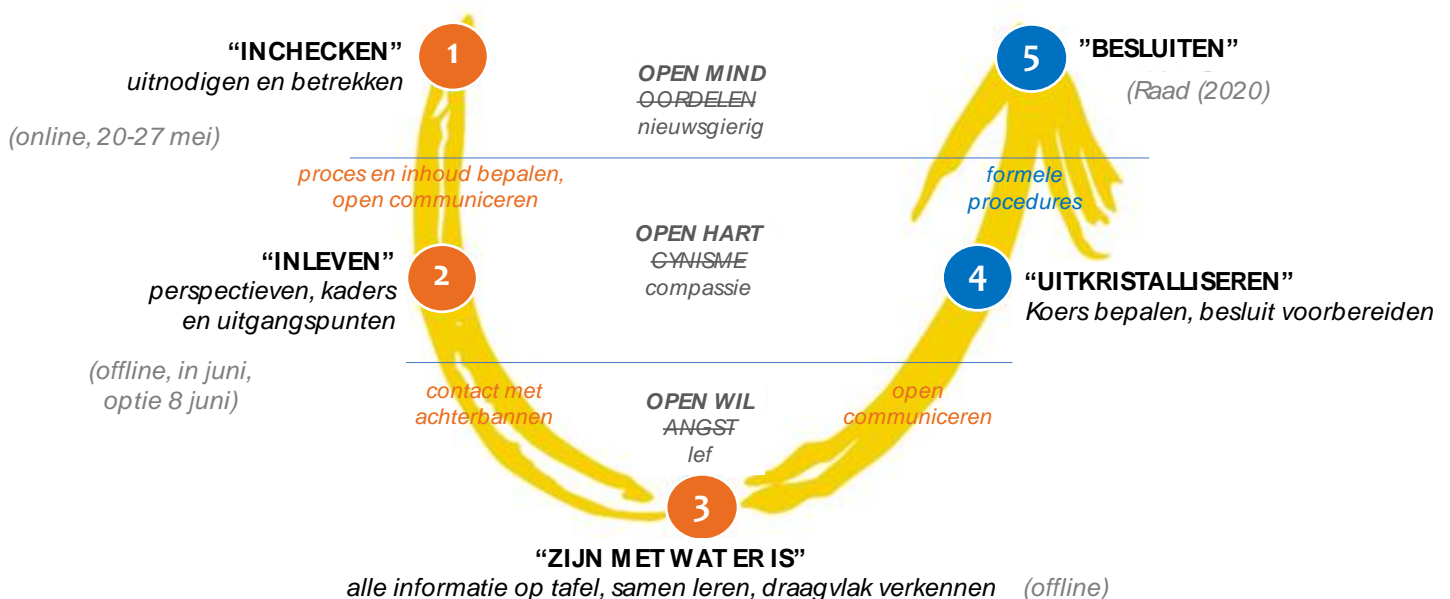 1
“INCHECKEN”
uitnodigen en betrekken
(online, 20-27 mei)
OPEN MIND
OORDELEN
nieuwsgierig
5
”BESLUITEN”
(Raad (2020)
proces en inhoud bepalen,
open communiceren
formele
procedures
2
“INLEVEN”
perspectieven, kaders
en uitgangspunten
(offline, in juni,
optie 8 juni)
OPEN HART
CYNISME
compassie
4
“UITKRISTALLISEREN”
Koers bepalen, besluit voorbereiden
contact met
achterbannen
OPEN WIL
ANGST
lef
open
communiceren
3
“ZIJN MET WAT ER IS”
alle informatie op tafel, samen leren, draagvlak verkennen (offline)